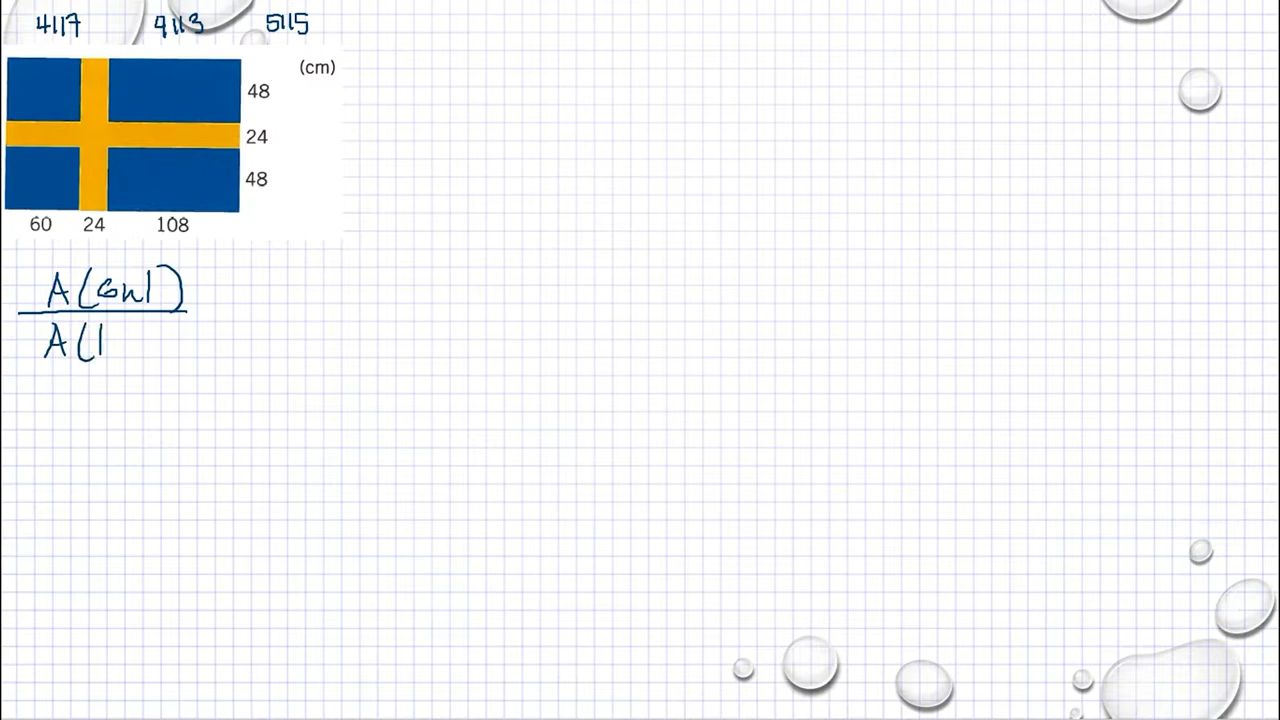 4117 4113 5115
(cm)
48
24
48
60 24 108
A(Gul)
A(